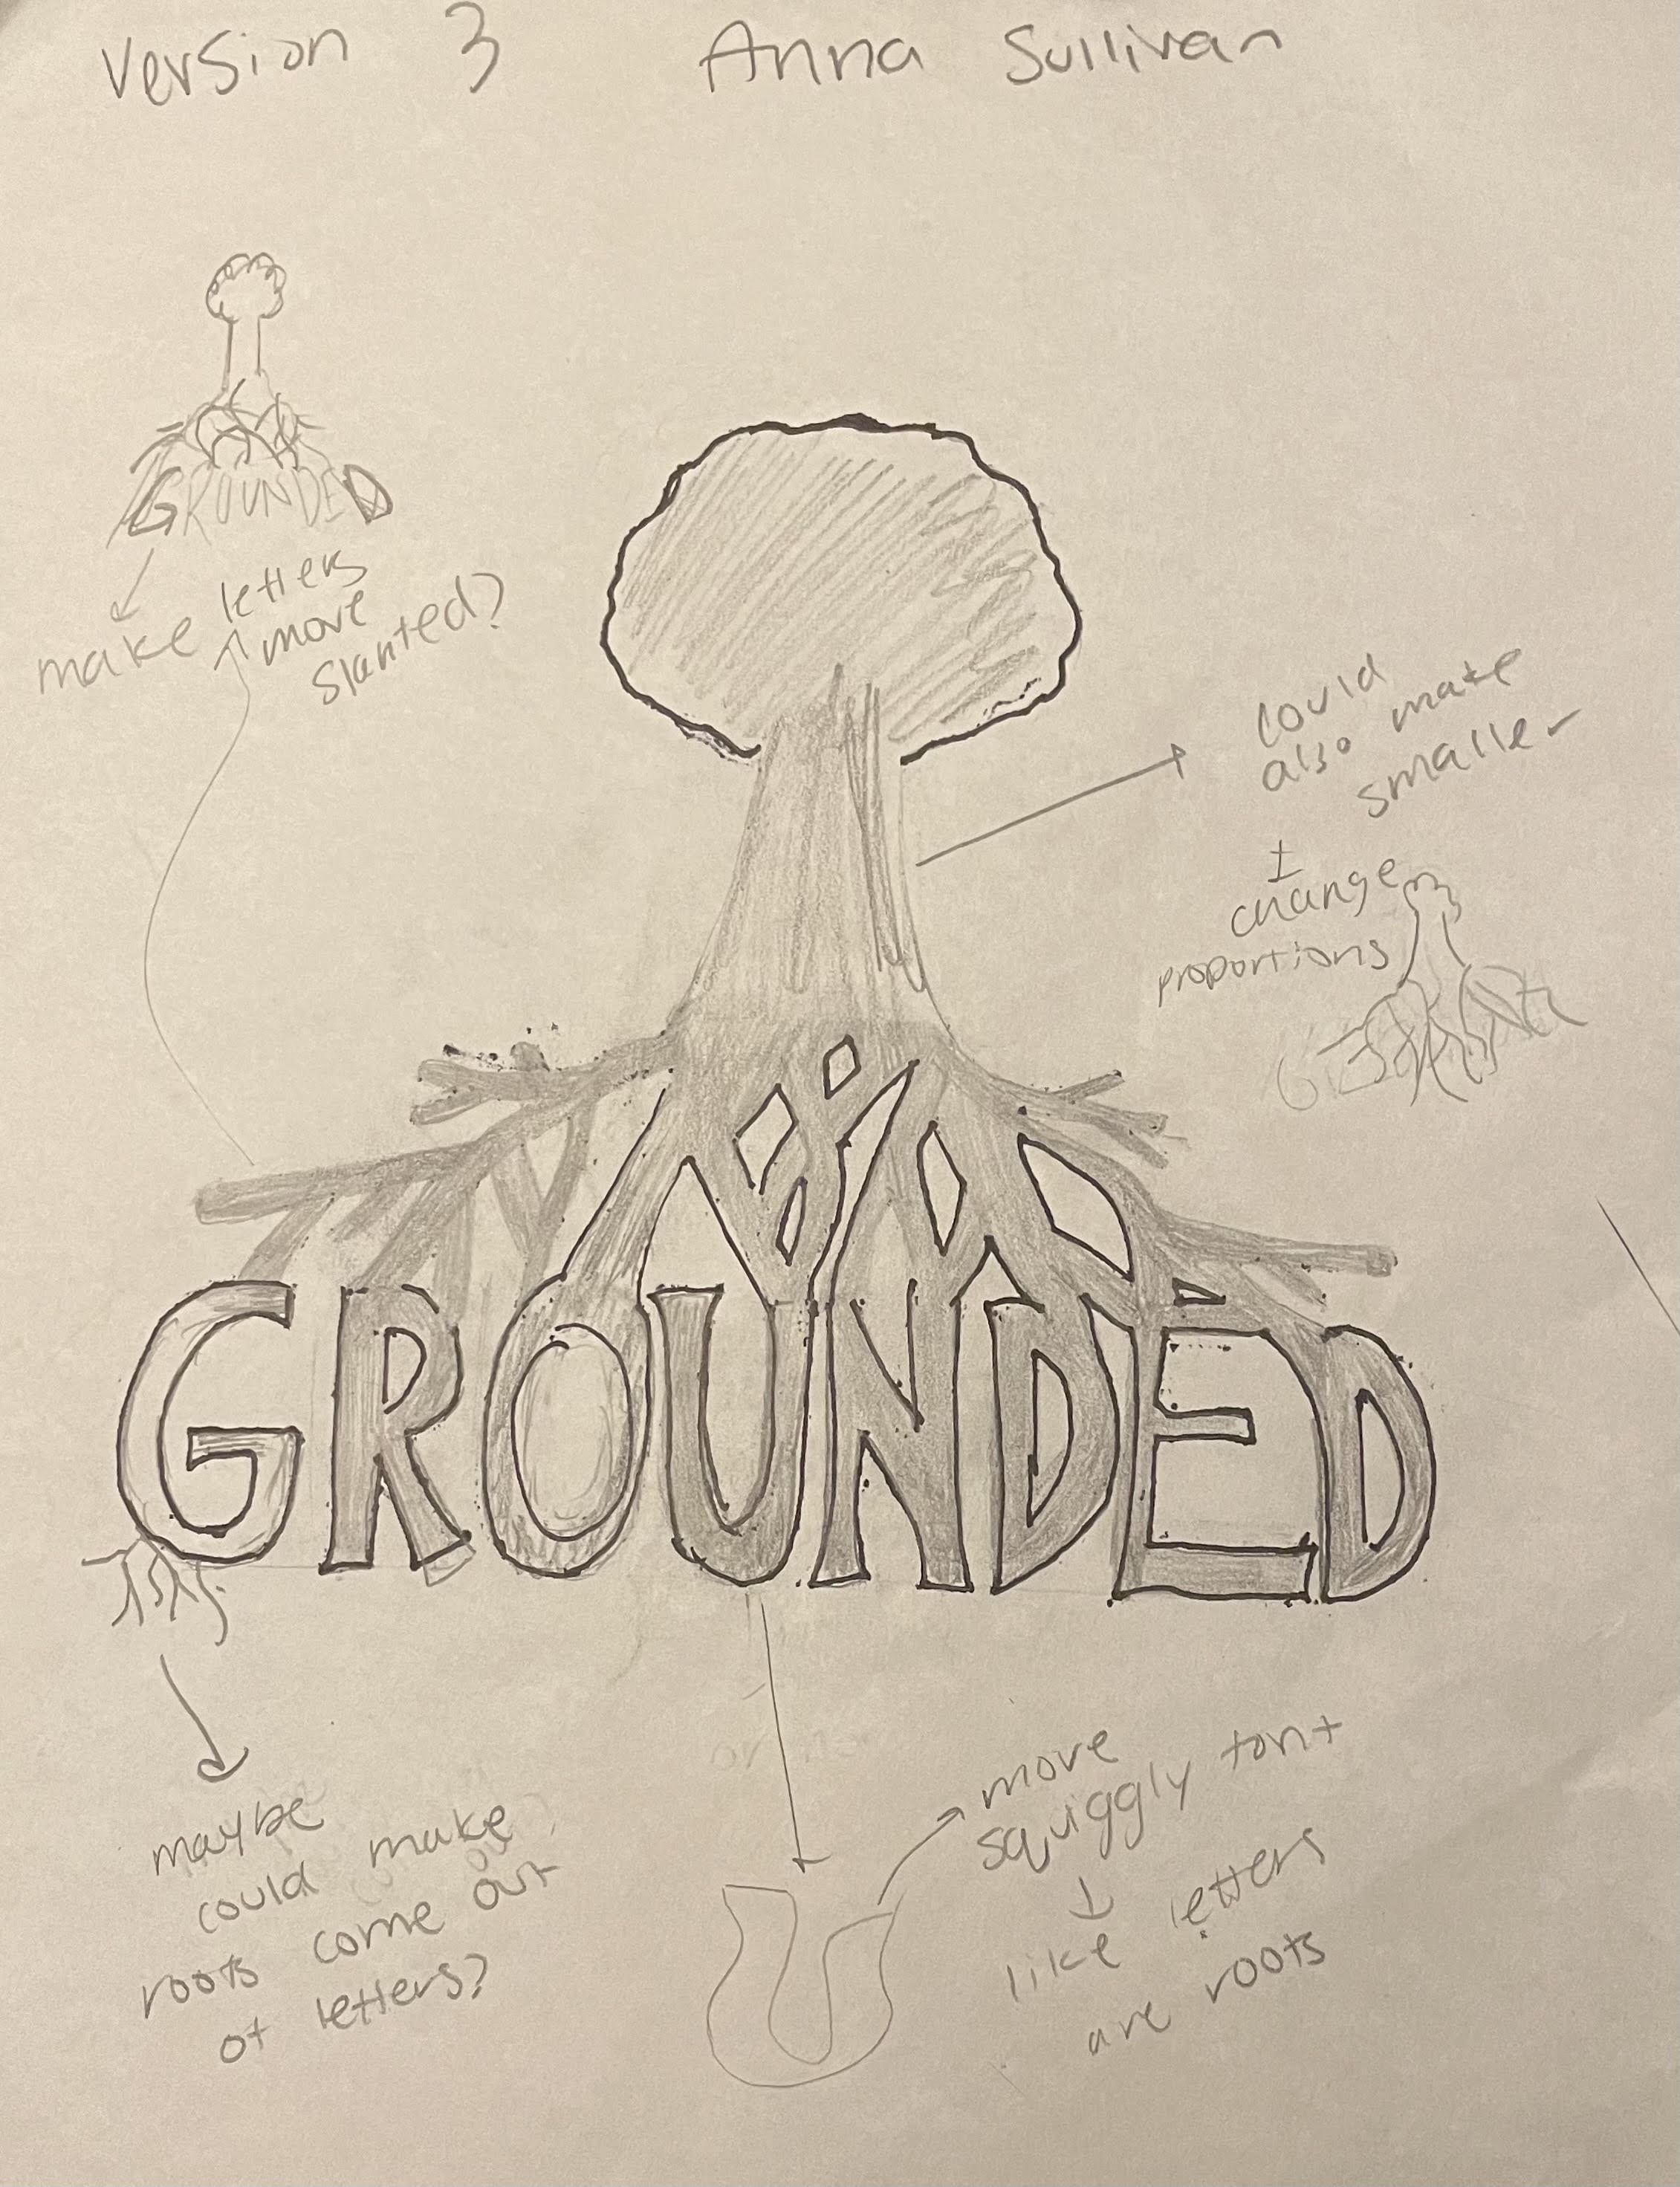 Version 3 Anna Sullivan
GROUNDED
make letters
more
slanted?
could
also make
smaller
change
proportions
GROUNDED
maybe
could make
roots come out
of letters?
more
squiggly font
like letters
are roots